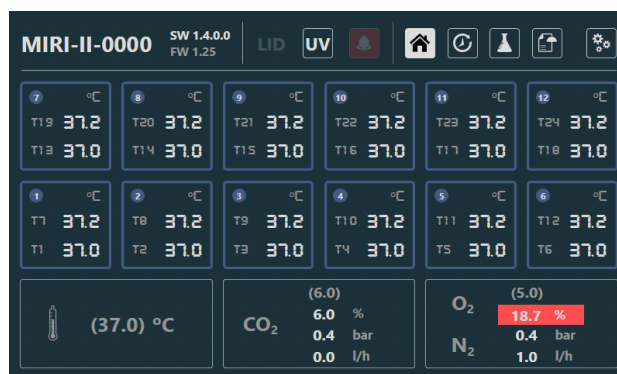 MIRI-II-0000 SW 1.4.0.0 LID UV
FW 1.25
7 °C 8 °C 9 °C 10 °C 11 °C 12 °C
T19 37.2 T20 37.2 T21 37.2 T22 37.2 T23 37.2 T24 37.2
T13 37.0 T14 37.0 T15 37.0 T16 37.0 T17 37.0 T18 37.0
1 °C 2 °C 3 °C 4 °C 5 °C 6 °C
T7 37.2 T8 37.2 T9 37.2 T10 37.2 T11 37.2 T12 37.2
T1 37.0 T2 37.0 T3 37.0 T4 37.0 T5 37.0 T6 37.0
(37.0) °C
CO₂
(6.0)
6.0 %
0.4 bar
0.0 l/h
O₂
(5.0)
18.7 %
N₂
0.4 bar
1.0 l/h